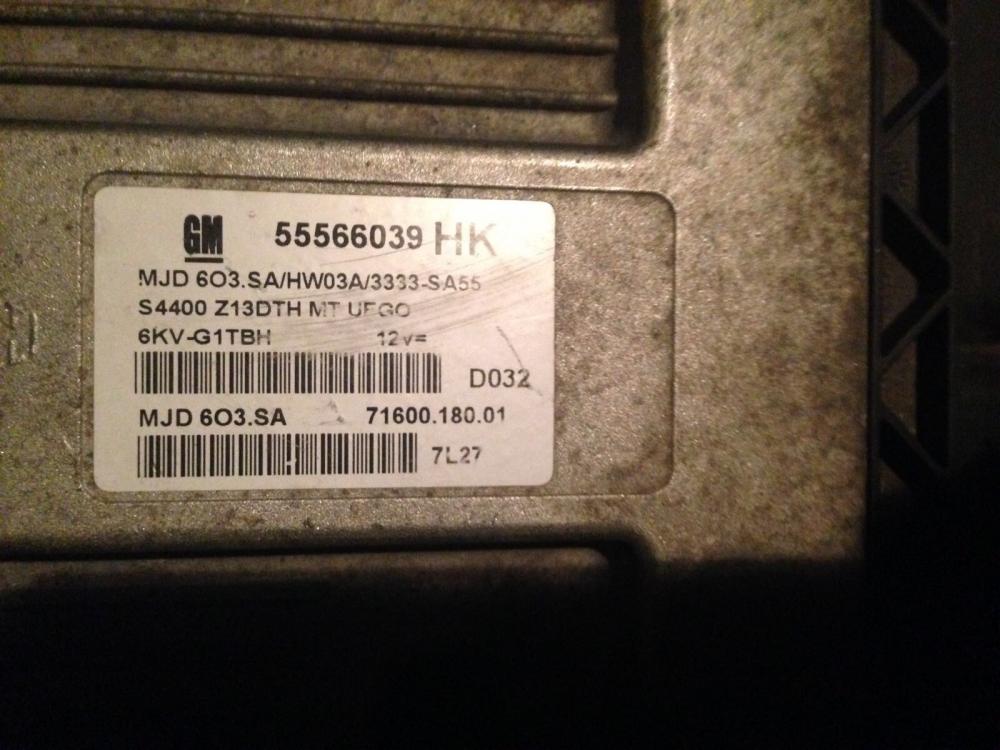 GM 55566039 HK
MJD 6O3.SA/HW03A/3333-SA55
S4400 Z13DTH MT UEGO
6KV-G1TBH 12v=
D032
MJD 6O3.SA 71600.180.01
7L27